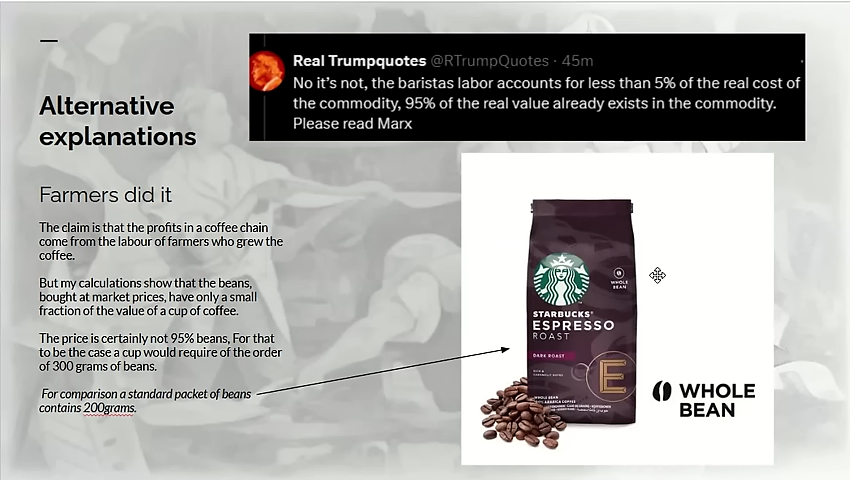 Real Trumpquotes @RTrumpQuotes · 45m
No it's not, the baristas labor accounts for less than 5% of the real cost of
the commodity, 95% of the real value already exists in the commodity.
Please read Marx
Alternative
explanations
Farmers did it
The claim is that the profits in a coffee chain
come from the labour of farmers who grew the
coffee.
But my calculations show that the beans,
bought at market prices, have only a small
fraction of the value of a cup of coffee.
The price is certainly not 95% beans, For that
to be the case a cup would require of the order
of 300 grams of beans.
For comparison a standard packet of beans
contains 200grams.
WHOLE
BEAN
STARBUCKS®
ESPRESSO
ROAST
DARK ROAST
E
WHOLE
BEAN